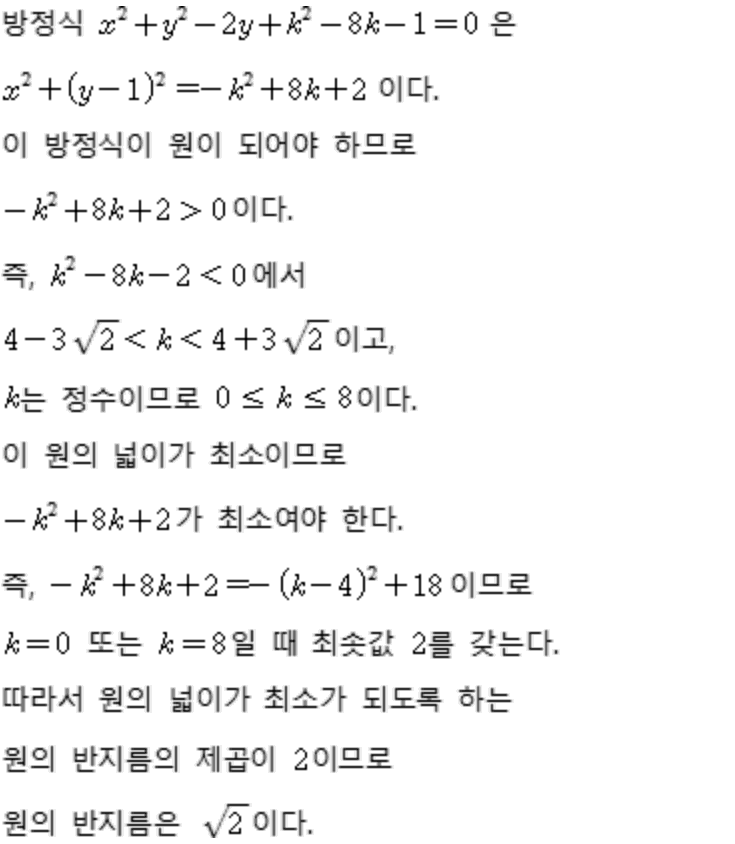 방정식 x²+y²−2y+k²−8k−1=0 은
x²+(y−1)²=−k²+8k+2 이다.
이 방정식이 원이 되어야 하므로
−k²+8k+2>0이다.
즉, k²−8k−2<0에서
4−3√2<k<4+3√2 이고,
k는 정수이므로 0≤k≤8이다.
이 원의 넓이가 최소이므로
−k²+8k+2가 최소여야 한다.
즉, −k²+8k+2=−(k−4)²+18이므로
k=0 또는 k=8일 때 최솟값 2를 갖는다.
따라서 원의 넓이가 최소가 되도록 하는
원의 반지름의 제곱이 2이므로
원의 반지름은 √2이다.